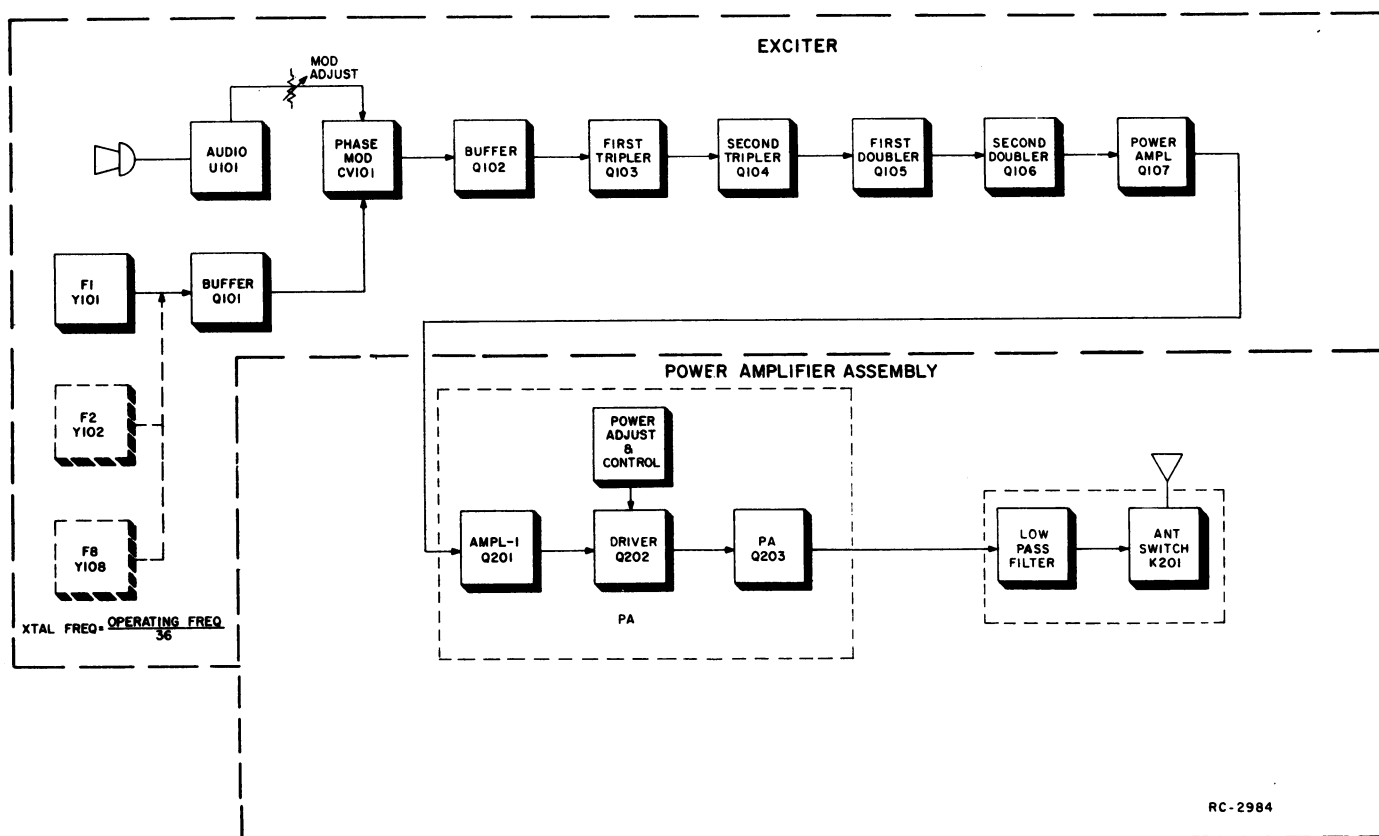 EXCITER
MOD
ADJUST
AUDIO
U101
PHASE
MOD
CV101
BUFFER
Q102
FIRST
TRIPLER
Q103
SECOND
TRIPLER
Q104
FIRST
DOUBLER
Q105
SECOND
DOUBLER
Q106
POWER
AMPL
Q107
F1
Y101
BUFFER
Q101
F2
Y102
F8
Y108
XTAL FREQ= OPERATING FREQ
36
POWER AMPLIFIER ASSEMBLY
POWER
ADJUST
&
CONTROL
AMPL-1
Q201
DRIVER
Q202
PA
Q203
PA
LOW
PASS
FILTER
ANT
SWITCH
K201
RC-2984